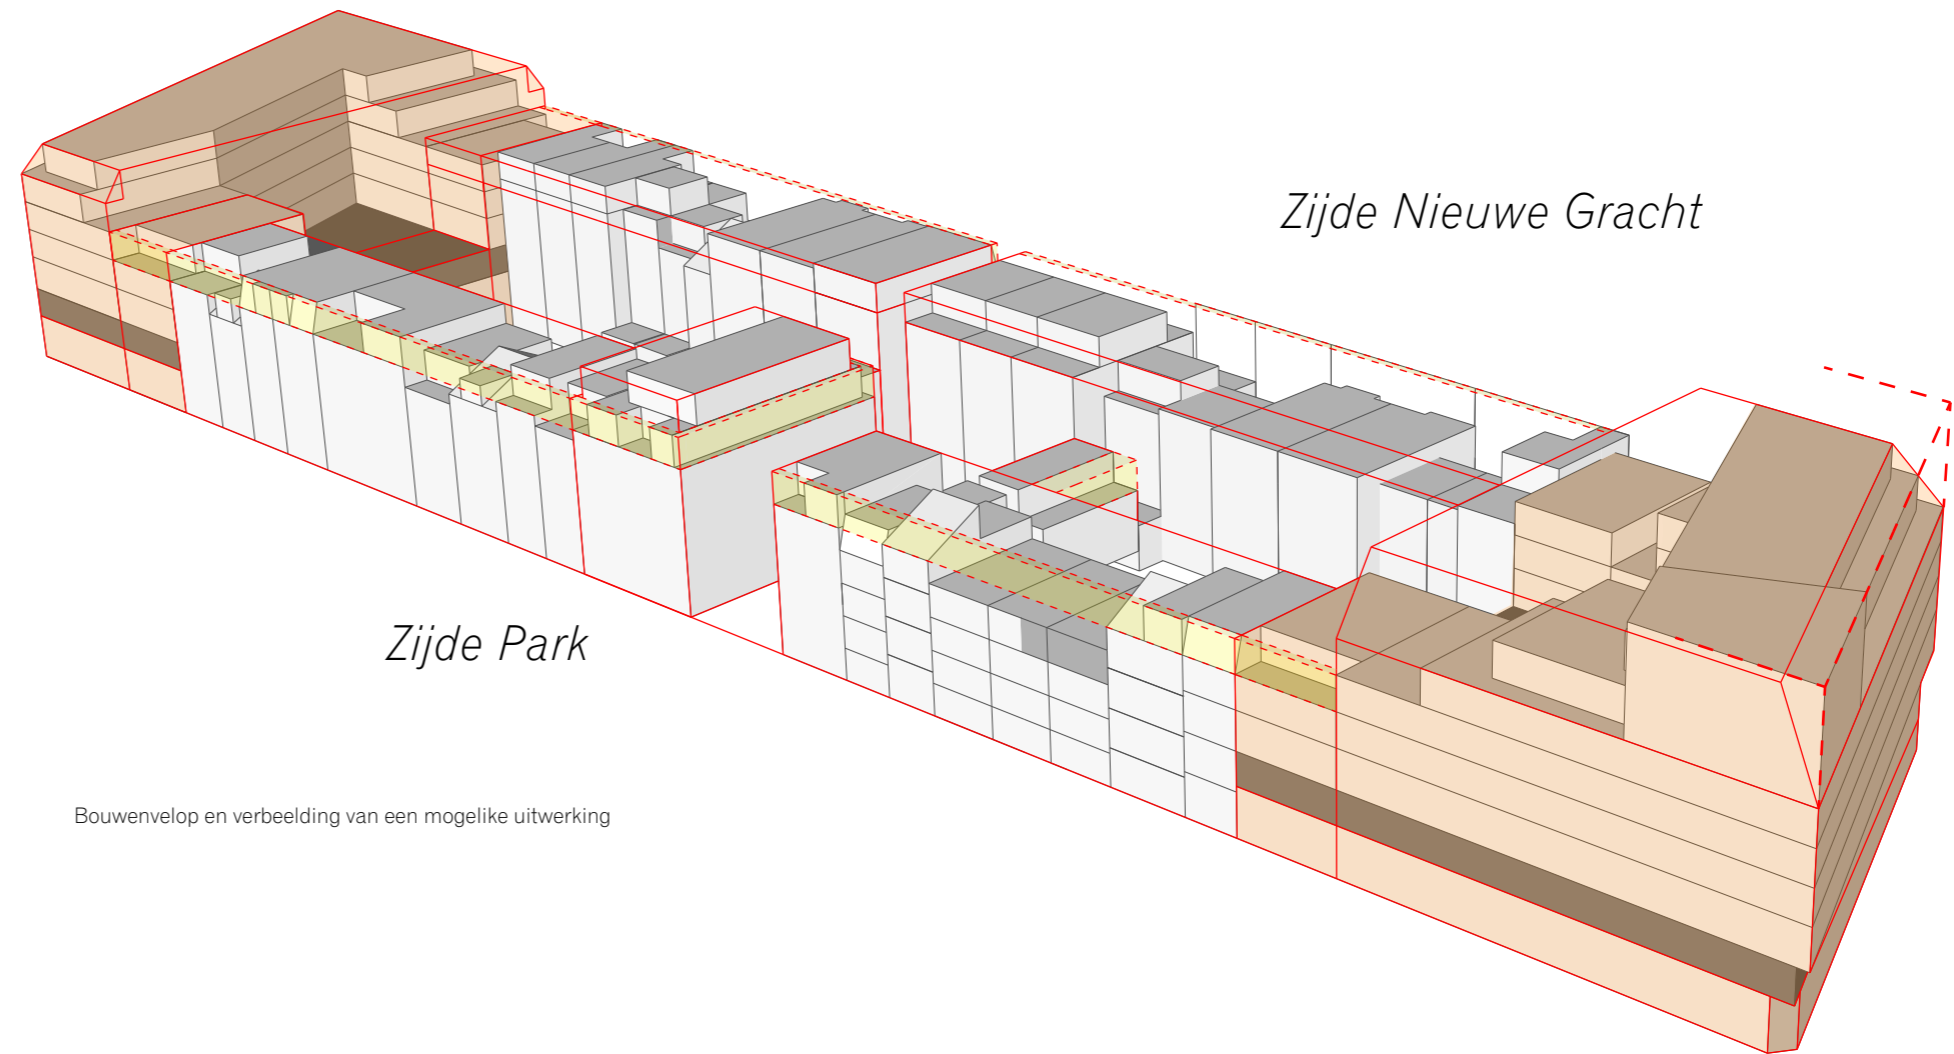 Zijde Nieuwe Gracht
Zijde Park
Bouwenvelop en verbeelding van een mogelike uitwerking